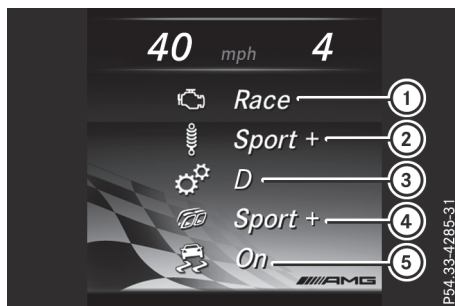 40 mph 4
Race 1
Sport + 2
D 3
Sport + 4
On 5
AMG
P54.33-4285-31